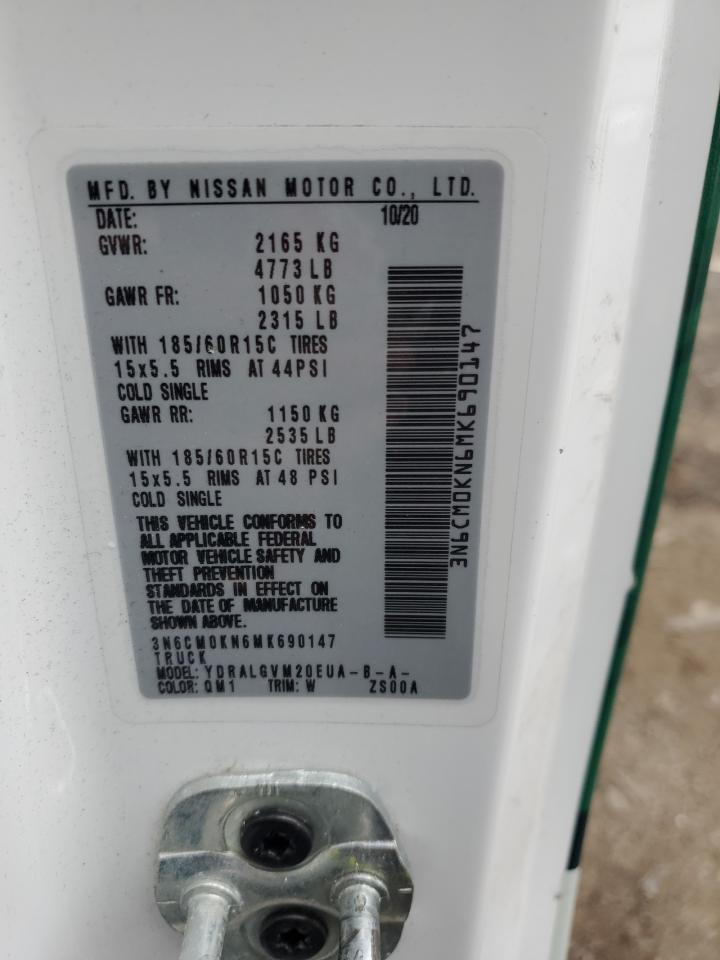 MFD. BY NISSAN MOTOR CO., LTD.
DATE: 10/20
GVWR: 2165 KG
4773 LB
GAWR FR: 1050 KG
2315 LB
WITH 185/60R15C TIRES
15x5.5 RIMS AT 44PSI
COLD SINGLE
GAWR RR: 1150 KG
2535 LB
WITH 185/60R15C TIRES
15x5.5 RIMS AT 48 PSI
COLD SINGLE
THIS VEHICLE CONFORMS TO
ALL APPLICABLE FEDERAL
MOTOR VEHICLE SAFETY AND
THEFT PREVENTION
STANDARDS IN EFFECT ON
THE DATE OF MANUFACTURE
SHOWN ABOVE.
3N6CM0KN6MK690147
TRUCK
MODEL: YDRALGVM20EUA-B-A-
COLOR: QM1 TRIM: W ZS00A
3N6CM0KN6MK690147